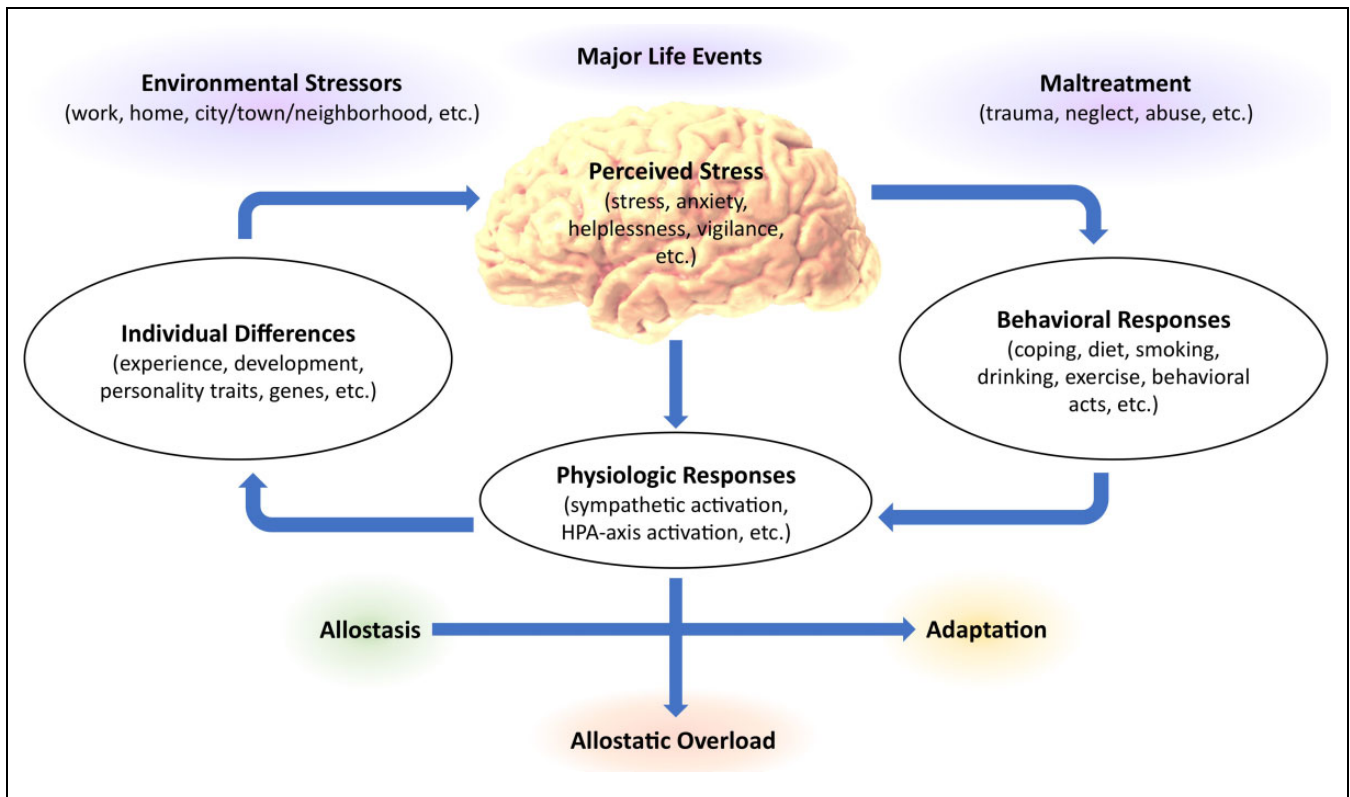 Major Life Events
Environmental Stressors
(work, home, city/town/neighborhood, etc.)
Maltreatment
(trauma, neglect, abuse, etc.)
Perceived Stress
(stress, anxiety,
helplessness, vigilance,
etc.)
Individual Differences
(experience, development,
personality traits, genes, etc.)
Behavioral Responses
(coping, diet, smoking,
drinking, exercise, behavioral
acts, etc.)
Physiologic Responses
(sympathetic activation,
HPA-axis activation, etc.)
Allostasis
Adaptation
Allostatic Overload